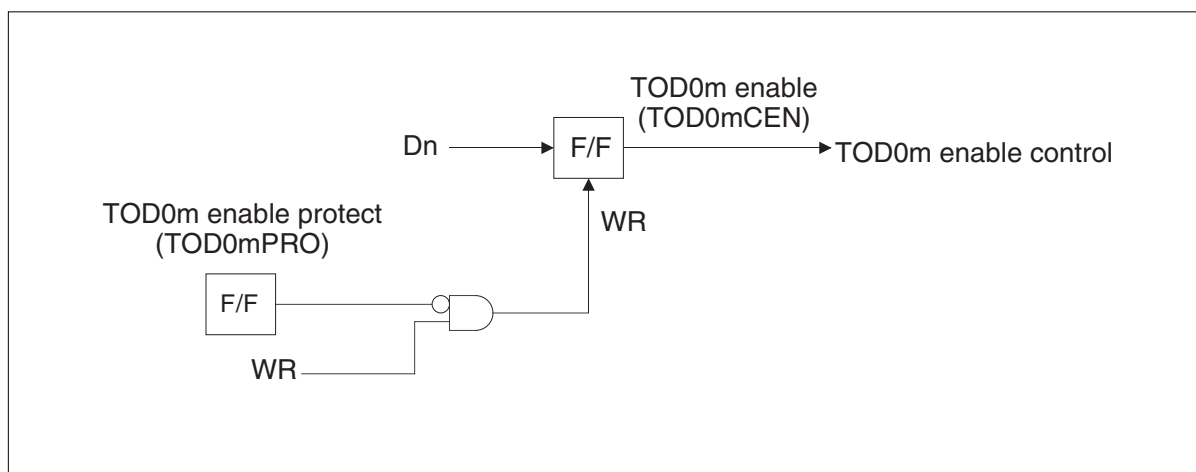 TOD0m enable
(TOD0mCEN)
Dn
F/F
TOD0m enable control
WR
TOD0m enable protect
(TOD0mPRO)
F/F
WR